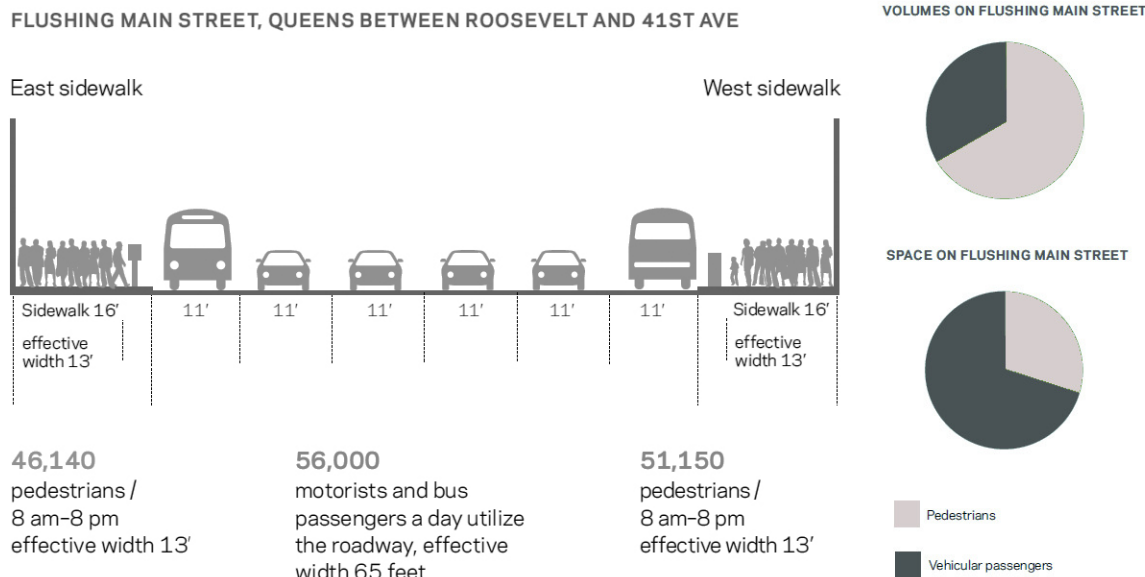 FLUSHING MAIN STREET, QUEENS BETWEEN ROOSEVELT AND 41ST AVE
East sidewalk
West sidewalk
Sidewalk 16'
11'
11'
11'
11'
11'
11'
Sidewalk 16'
effective
width 13'
effective
width 13'
46,140
pedestrians /
8 am–8 pm
effective width 13'
56,000
motorists and bus
passengers a day utilize
the roadway, effective
width 65 feet
51,150
pedestrians /
8 am–8 pm
effective width 13'
VOLUMES ON FLUSHING MAIN STREET
SPACE ON FLUSHING MAIN STREET
Pedestrians
Vehicular passengers